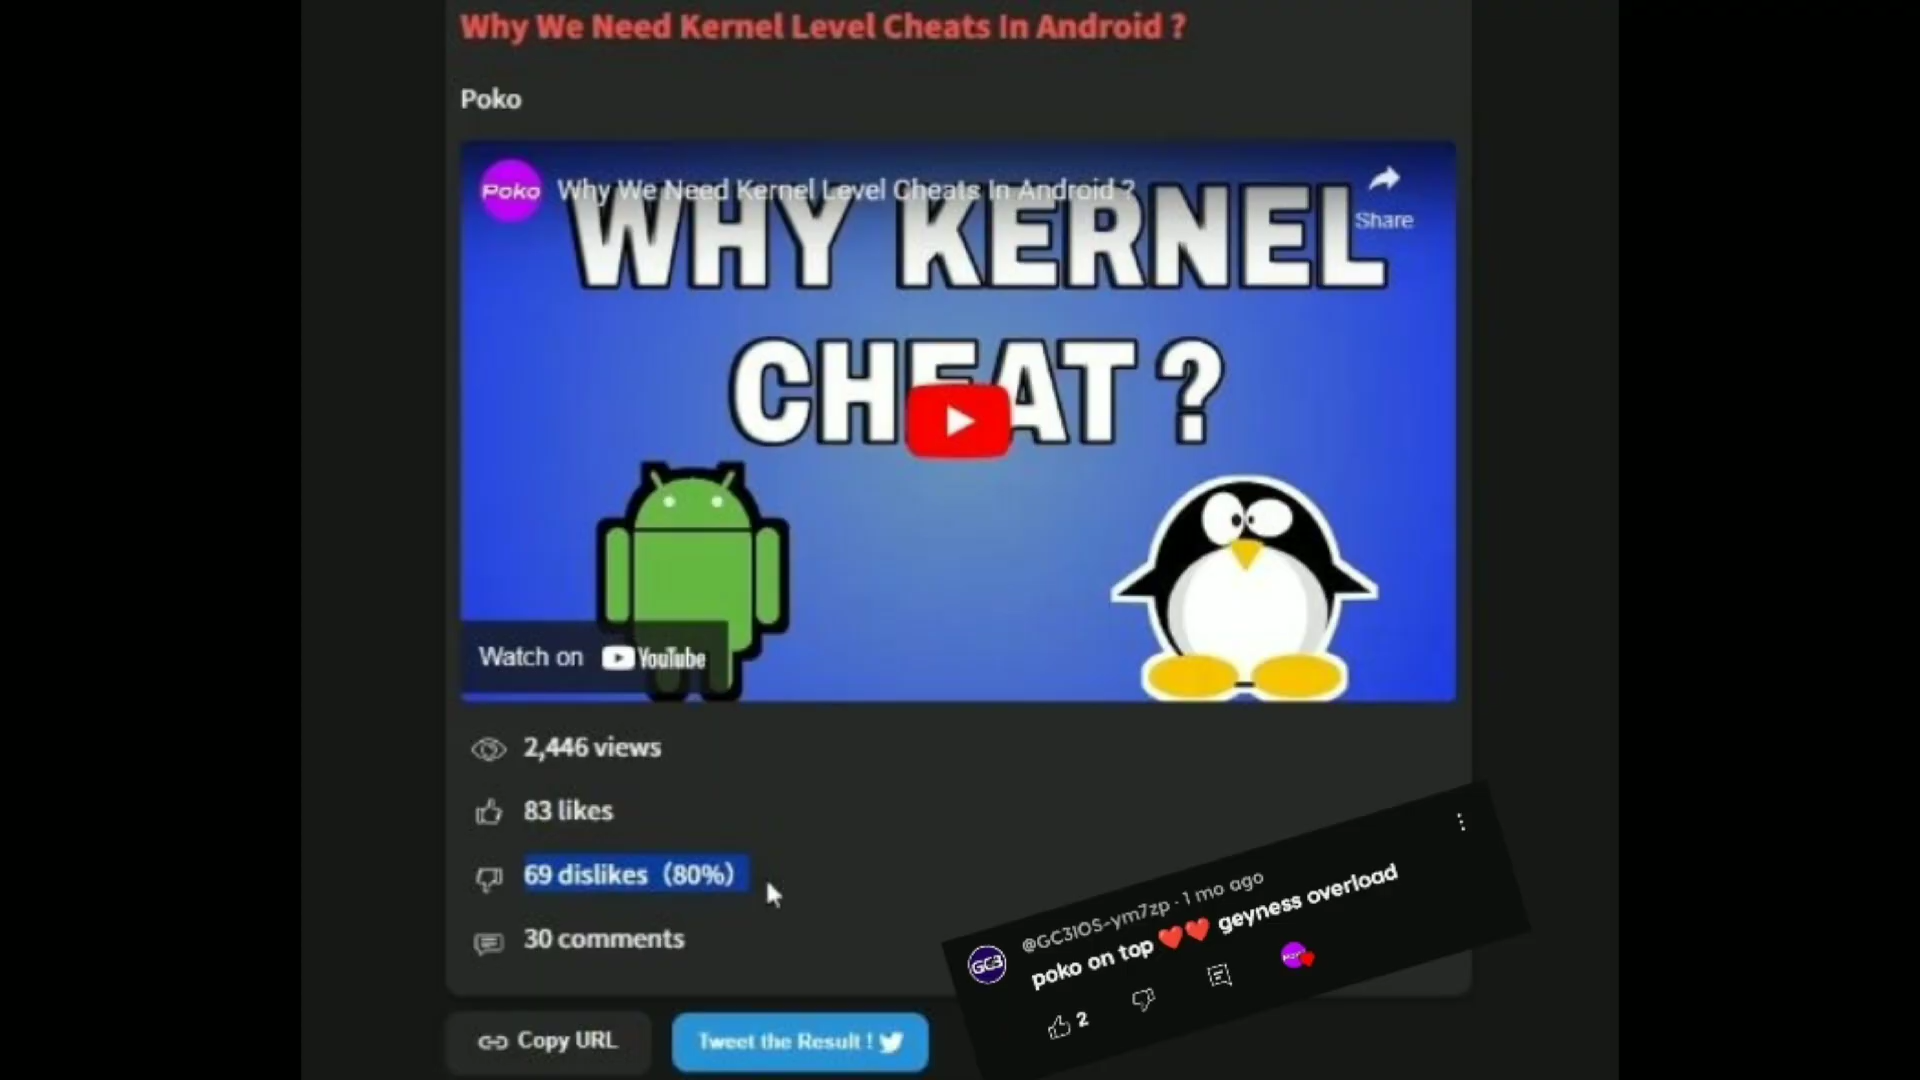 Why We Need Kernel Level Cheats In Android ?
Poko
Poko
Why We Need Kernel Level Cheats In Android ?
Share
WHY KERNEL
CHEAT ?
Watch on YouTube
2,446 views
83 likes
69 dislikes（80%）
30 comments
Copy URL
Tweet the Result !
GC3
@GC3IOS-ym7zp · 1 mo ago
poko on top ❤️❤️ geyness overload
2